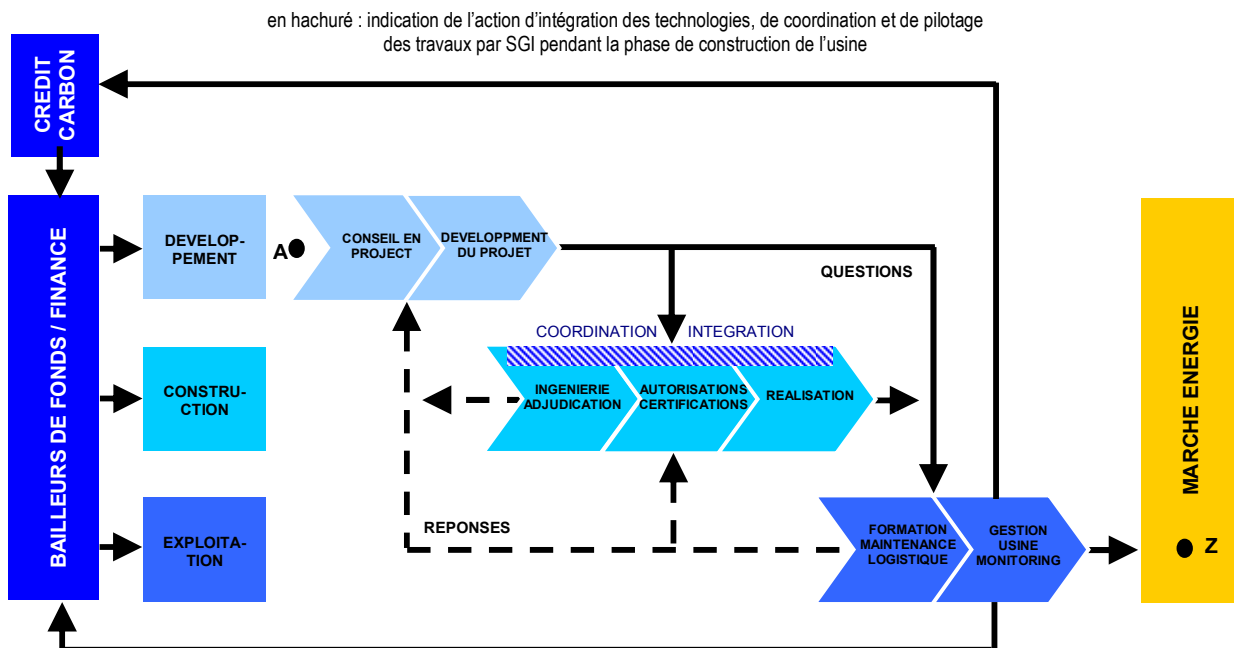 en hachuré : indication de l’action d’intégration des technologies, de coordination et de pilotage
des travaux par SGI pendant la phase de construction de l’usine
CREDIT
CARBON
BAILLEURS DE FONDS / FINANCE
DEVELOP-
PEMENT
A
CONSEIL EN
PROJECT
DEVELOPPMENT
DU PROJET
QUESTIONS
COORDINATION
INTEGRATION
CONSTRU-
CTION
INGENIERIE
ADJUDICATION
AUTORISATIONS
CERTIFICATIONS
REALISATION
REPONSES
EXPLOITA-
TION
FORMATION
MAINTENANCE
LOGISTIQUE
GESTION
USINE
MONITORING
MARCHE ENERGIE
Z